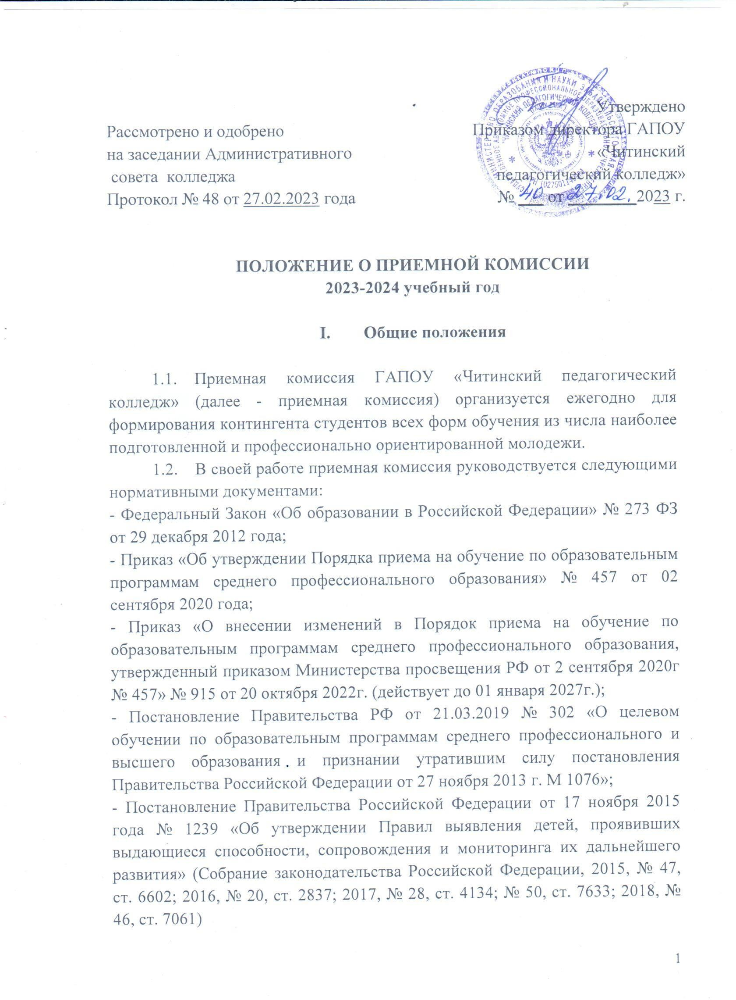 Рассмотрено и одобрено
на заседании Административного
совета колледжа
Протокол № 48 от 27.02.2023 года
Утверждено
Приказом директора ГАПОУ
«Читинский
педагогический колледж»
№ 40 от 27.02.2023 г.
МИНИСТЕРСТВО ОБРАЗОВАНИЯ И НАУКИ ЗАБАЙКАЛЬСКОГО КРАЯ
ПРОФЕССИОНАЛЬНОЕ ОБРАЗОВАТЕЛЬНОЕ УЧРЕЖДЕНИЕ
"ЧИТИНСКИЙ ПЕДАГОГИЧЕСКИЙ КОЛЛЕДЖ"
ПОЛОЖЕНИЕ О ПРИЕМНОЙ КОМИССИИ
2023-2024 учебный год
I. Общие положения
1.1. Приемная комиссия ГАПОУ «Читинский педагогический
колледж» (далее - приемная комиссия) организуется ежегодно для
формирования контингента студентов всех форм обучения из числа наиболее
подготовленной и профессионально ориентированной молодежи.
1.2. В своей работе приемная комиссия руководствуется следующими
нормативными документами:
- Федеральный Закон «Об образовании в Российской Федерации» № 273 ФЗ
от 29 декабря 2012 года;
- Приказ «Об утверждении Порядка приема на обучение по образовательным
программам среднего профессионального образования» № 457 от 02
сентября 2020 года;
- Приказ «О внесении изменений в Порядок приема на обучение по
образовательным программам среднего профессионального образования,
утвержденный приказом Министерства просвещения РФ от 2 сентября 2020г
№ 457» № 915 от 20 октября 2022г. (действует до 01 января 2027г.);
- Постановление Правительства РФ от 21.03.2019 № 302 «О целевом
обучении по образовательным программам среднего профессионального и
высшего образования и признании утратившим силу постановления
Правительства Российской Федерации от 27 ноября 2013 г. М 1076»;
- Постановление Правительства Российской Федерации от 17 ноября 2015
года № 1239 «Об утверждении Правил выявления детей, проявивших
выдающиеся способности, сопровождения и мониторинга их дальнейшего
развития» (Собрание законодательства Российской Федерации, 2015, № 47,
ст. 6602; 2016, № 20, ст. 2837; 2017, № 28, ст. 4134; № 50, ст. 7633; 2018, №
46, ст. 7061)
1